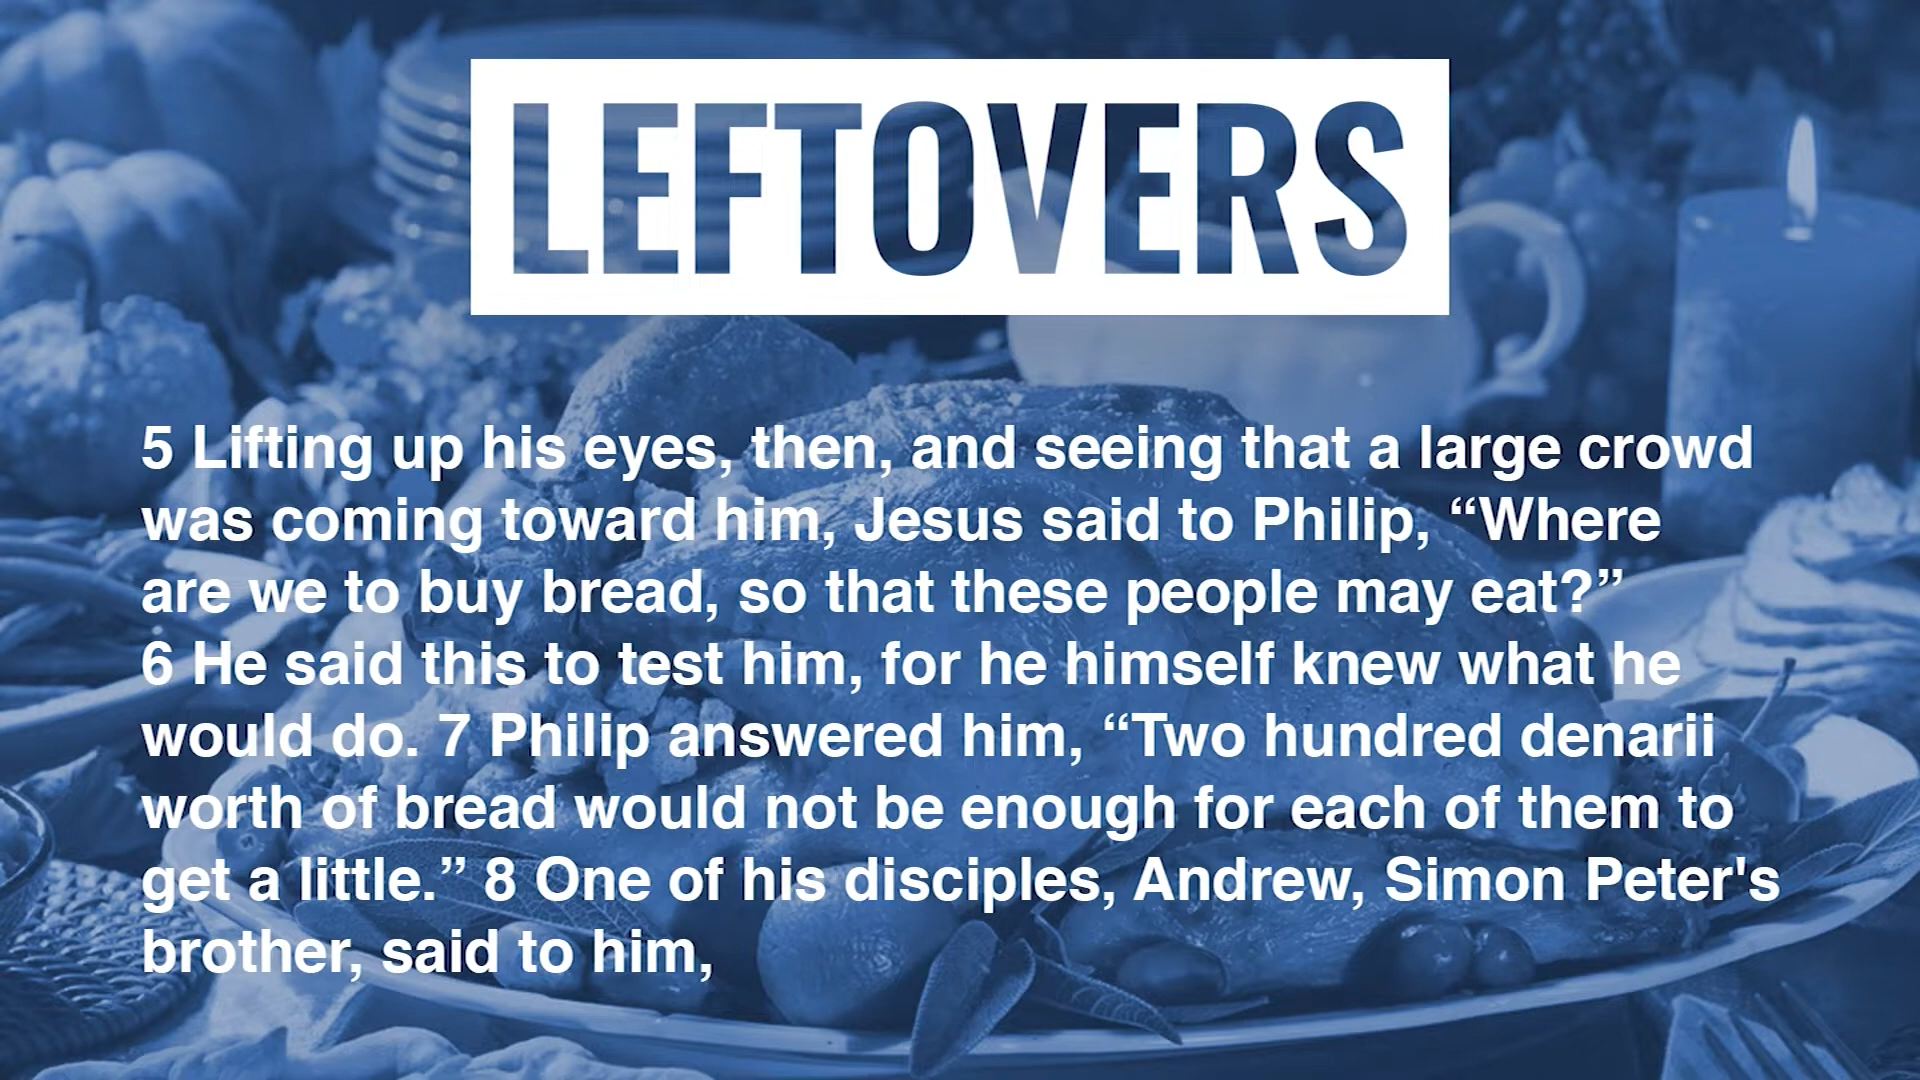 LEFTOVERS
5 Lifting up his eyes, then, and seeing that a large crowd
was coming toward him, Jesus said to Philip, “Where
are we to buy bread, so that these people may eat?”
6 He said this to test him, for he himself knew what he
would do. 7 Philip answered him, “Two hundred denarii
worth of bread would not be enough for each of them to
get a little.” 8 One of his disciples, Andrew, Simon Peter's
brother, said to him,